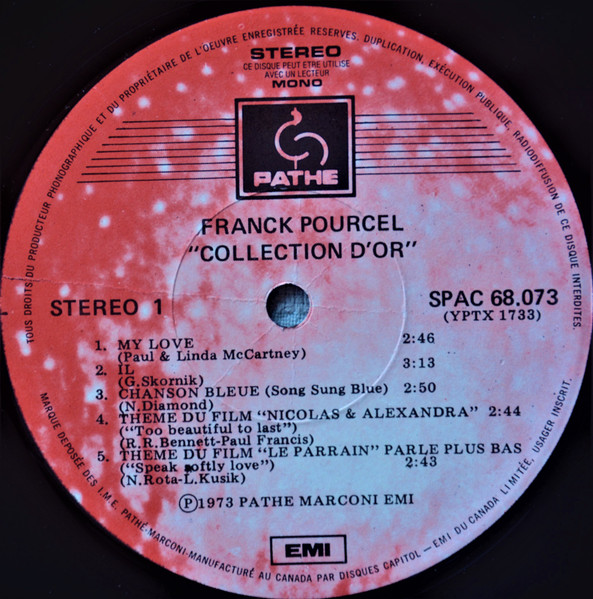 TOUS DROITS DU PRODUCTEUR PHONOGRAPHIQUE ET DU PROPRIÉTAIRE DE L'OEUVRE ENREGISTRÉE RESERVES. DUPLICATION, EXÉCUTION PUBLIQUE, RADIODIFFUSION DE CE DISQUE INTERDITES.
STEREO
CE DISQUE PEUT ETRE UTILISE
AVEC UN LECTEUR
MONO
PATHE
FRANCK POURCEL
"COLLECTION D'OR"
STEREO 1
SPAC 68.073
(YPTX 1733)
1. MY LOVE 2:46
(Paul & Linda McCartney)
2. IL 3:13
(G.Skornik)
3. CHANSON BLEUE (Song Sung Blue) 2:50
(N.Diamond)
4. THEME DU FILM "NICOLAS & ALEXANDRA" 2:44
("Too beautiful to last")
(R.R.Bennett-Paul Francis)
5. THEME DU FILM "LE PARRAIN" PARLE PLUS BAS
("Speak softly love") 2:43
(N.Rota-L.Kusik)
Ⓟ1973 PATHE MARCONI EMI
EMI
MARQUE DEPOSÉE DES I.M.E. PATHÉ-MARCONI-MANUFACTURÉ AU CANADA PAR DISQUES CAPITOL — EMI DU CANADA LIMITÉE, USAGER INSCRIT.